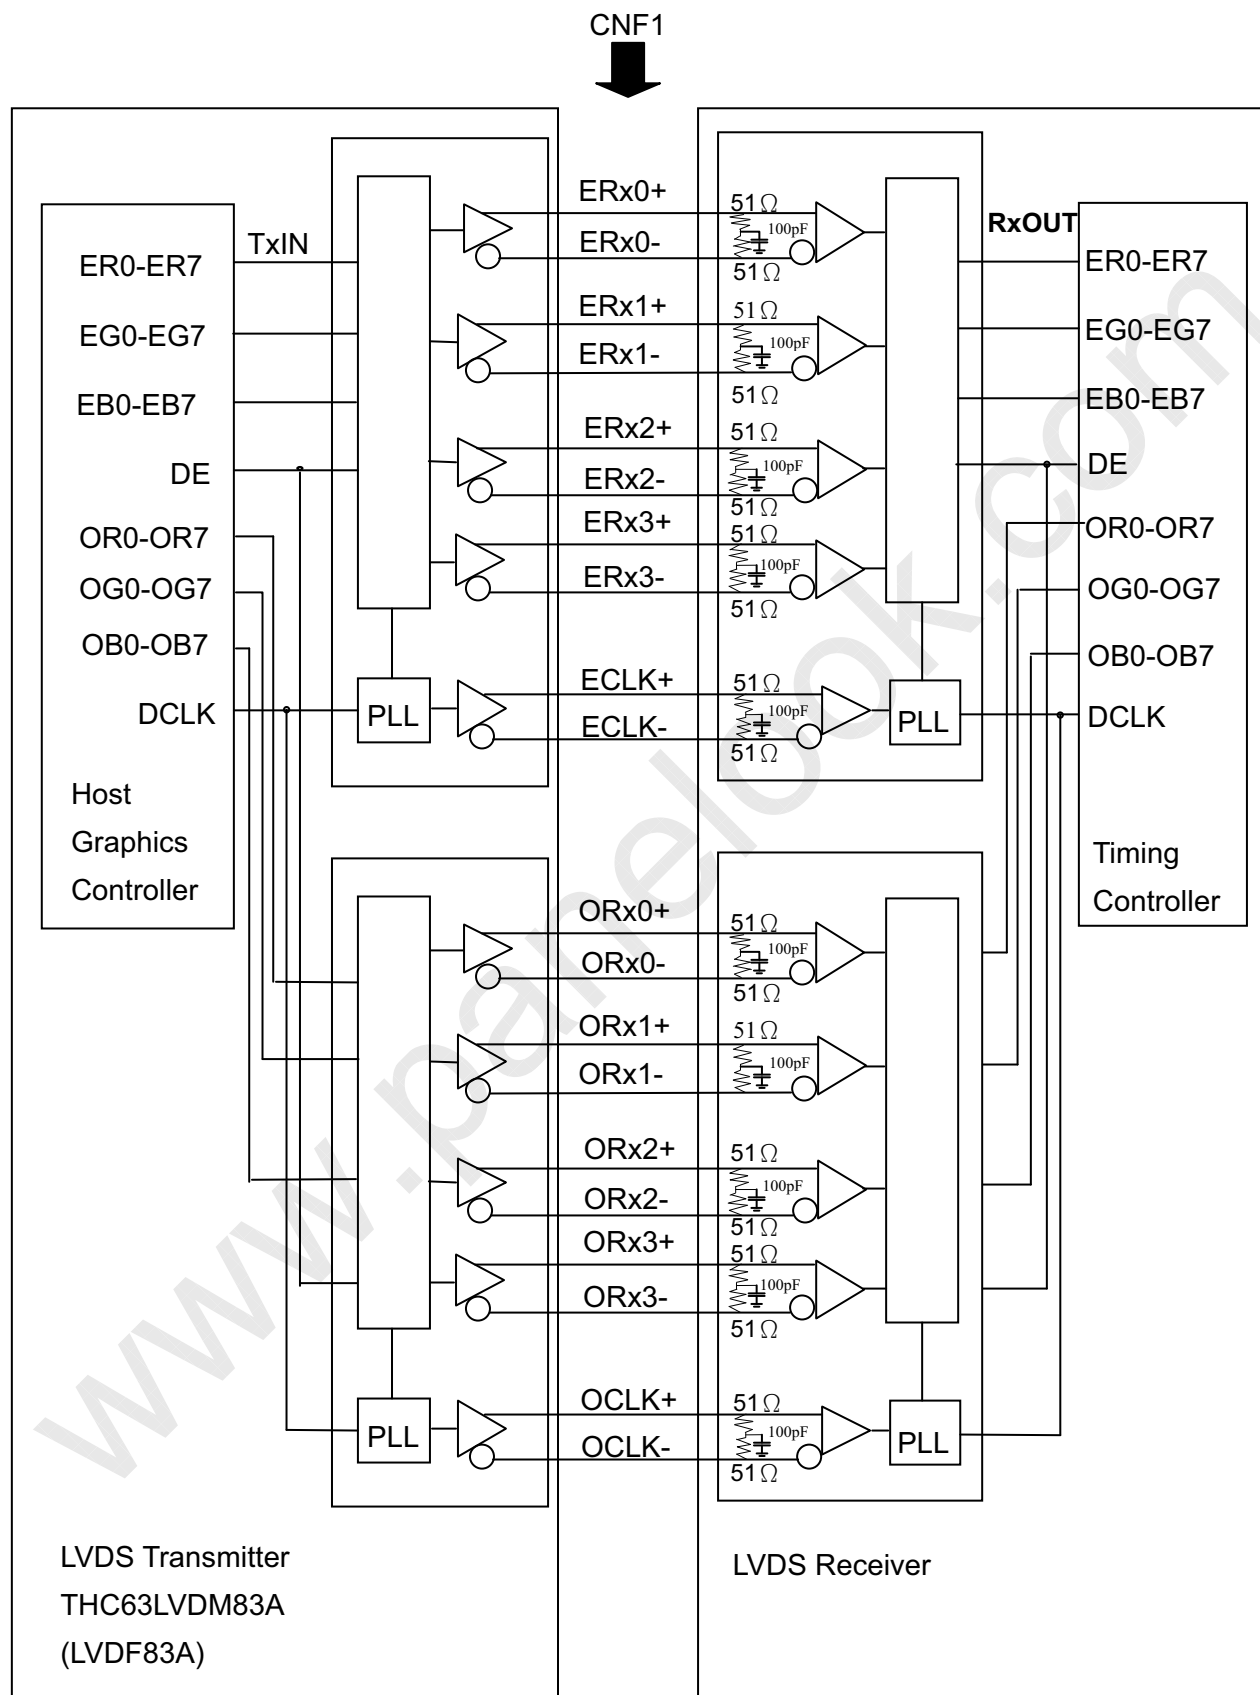 CNF1
TxIN
ER0-ER7
EG0-EG7
EB0-EB7
DE
OR0-OR7
OG0-OG7
OB0-OB7
DCLK
Host
Graphics
Controller
PLL
ERx0+
ERx0-
ERx1+
ERx1-
ERx2+
ERx2-
ERx3+
ERx3-
ECLK+
ECLK-
51Ω
100pF
51Ω
51Ω
100pF
51Ω
51Ω
100pF
51Ω
51Ω
100pF
51Ω
51Ω
100pF
51Ω
PLL
RxOUT
ER0-ER7
EG0-EG7
EB0-EB7
DE
OR0-OR7
OG0-OG7
OB0-OB7
DCLK
Timing
Controller
PLL
ORx0+
ORx0-
ORx1+
ORx1-
ORx2+
ORx2-
ORx3+
ORx3-
OCLK+
OCLK-
51Ω
100pF
51Ω
51Ω
100pF
51Ω
100pF
51Ω
51Ω
100pF
51Ω
51Ω
100pF
51Ω
PLL
LVDS Transmitter
THC63LVDM83A
(LVDF83A)
LVDS Receiver
www.panelook.com